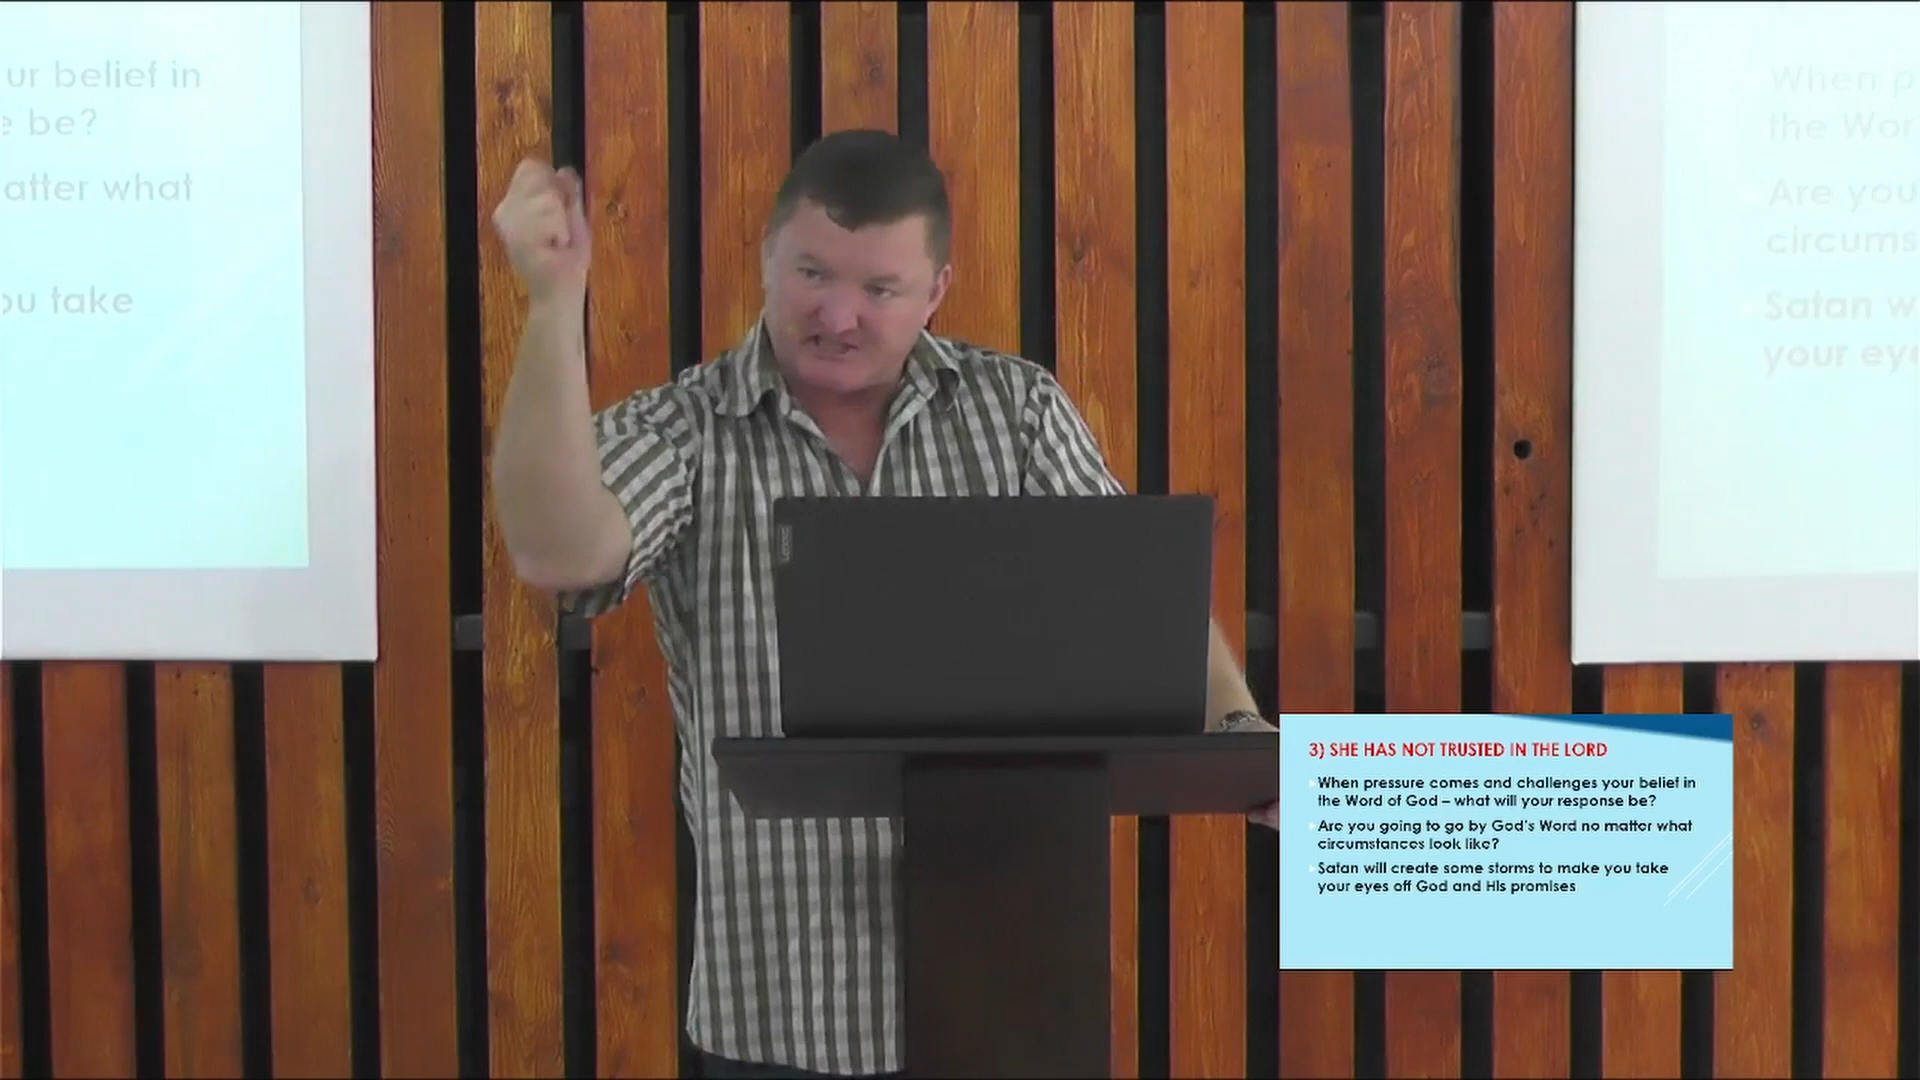 ur belief in
e be?
atter what
ou take
When p
the Wor
Are you
circums
Satan w
your eye
Lenovo
3) SHE HAS NOT TRUSTED IN THE LORD
When pressure comes and challenges your belief in
the Word of God – what will your response be?
Are you going to go by God's Word no matter what
circumstances look like?
Satan will create some storms to make you take
your eyes off God and His promises